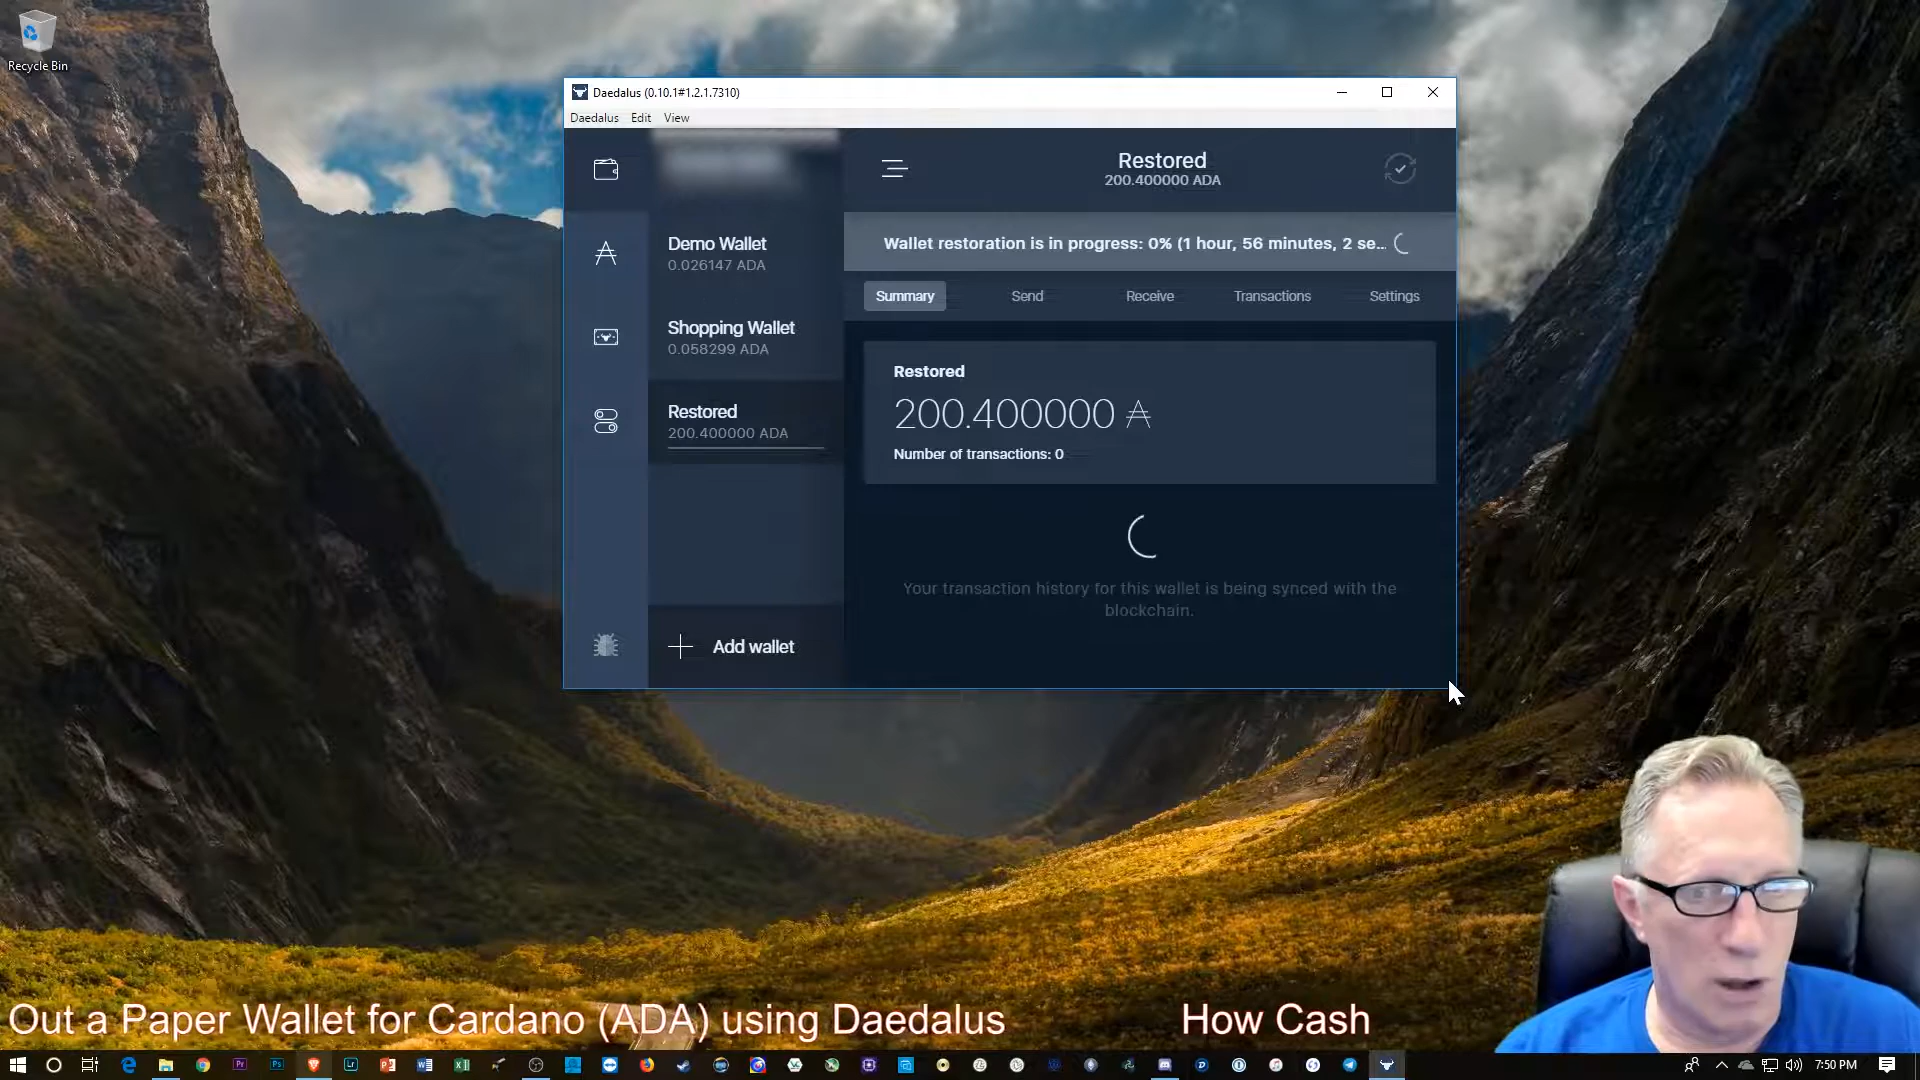 Recycle Bin
Daedalus (0.10.1#1.2.1.7310)
Daedalus Edit View
Restored
200.400000 ADA
Demo Wallet
0.026147 ADA
Wallet restoration is in progress: 0% (1 hour, 56 minutes, 2 se...
Summary Send Receive Transactions Settings
Shopping Wallet
0.058299 ADA
Restored
200.400000 ADA
Restored
200.400000
Number of transactions: 0
Your transaction history for this wallet is being synced with the
blockchain.
Add wallet
Out a Paper Wallet for Cardano (ADA) using Daedalus How Cash
7:50 PM